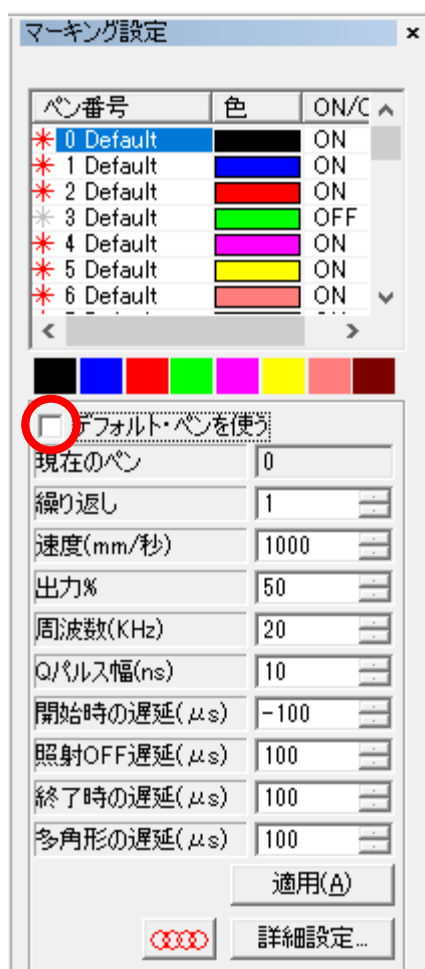 マーキング設定 ×
ペン番号 色 ON/C
0 Default ON
1 Default ON
2 Default ON
3 Default OFF
4 Default ON
5 Default ON
6 Default ON
デフォルト・ペンを使う
現在のペン 0
繰り返し 1
速度(mm/秒) 1000
出力% 50
周波数(KHz) 20
Qパルス幅(ns) 10
開始時の遅延(μs) -100
照射OFF遅延(μs) 100
終了時の遅延(μs) 100
多角形の遅延(μs) 100
適用(A)
詳細設定...